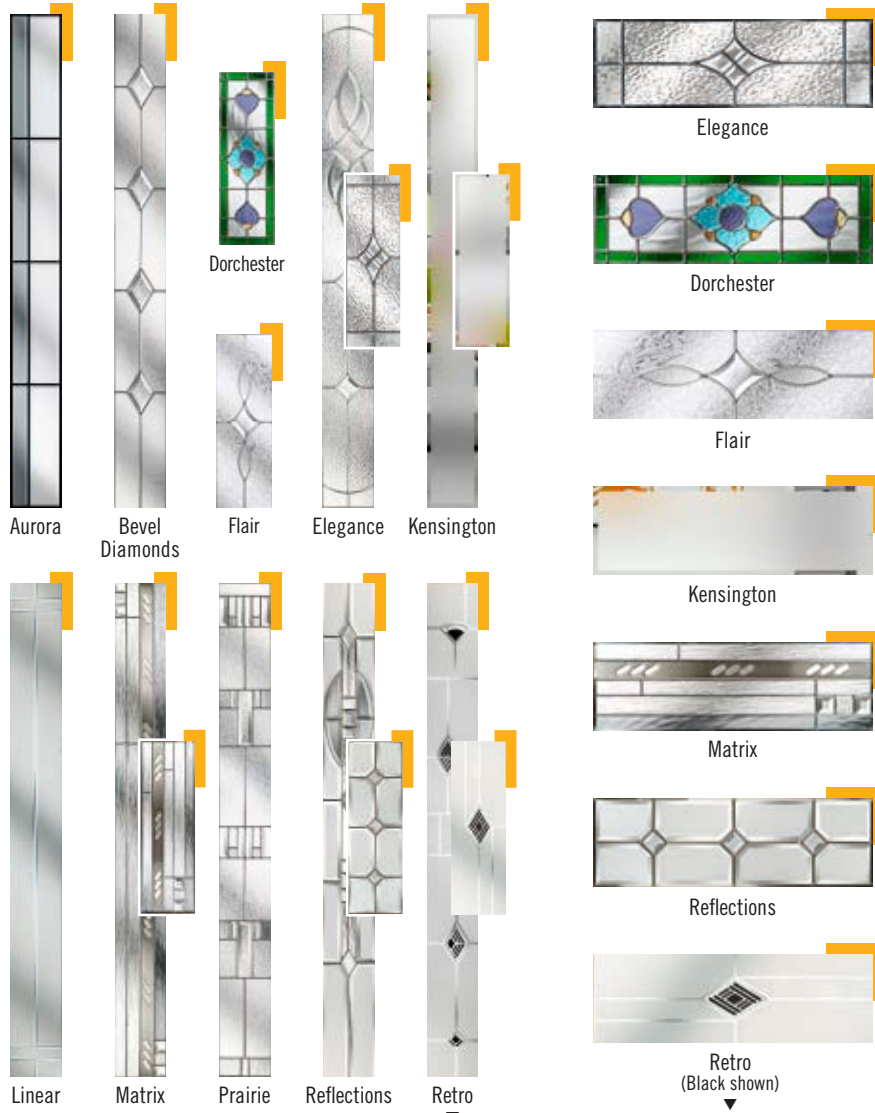 Dorchester
Aurora
Bevel
Diamonds
Flair
Elegance
Kensington
Linear
Matrix
Prairie
Reflections
Retro
▼
Elegance
Dorchester
Flair
Kensington
Matrix
Reflections
Retro
(Black shown)
▼